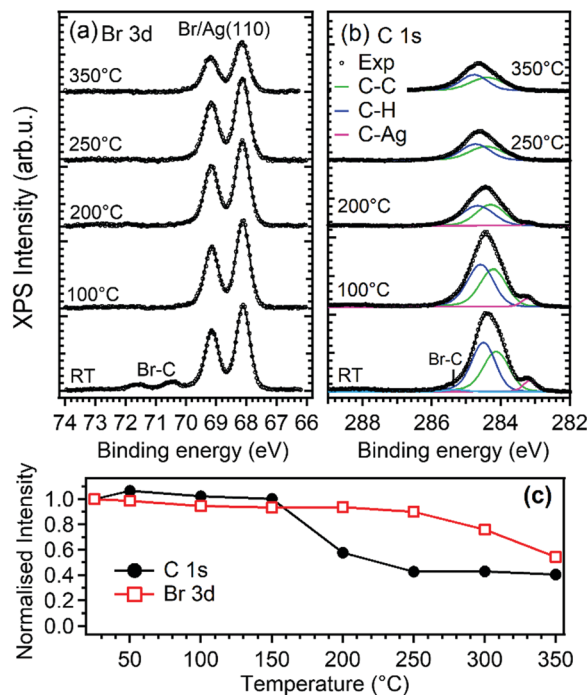 (a) Br 3d
Br/Ag(110)
350°C
250°C
200°C
100°C
RT
Br-C
74 73 72 71 70 69 68 67 66
Binding energy (eV)
XPS Intensity (arb.u.)
(b) C 1s
Exp
C-C
C-H
C-Ag
350°C
250°C
200°C
100°C
Br-C
RT
288 286 284 282
Binding energy (eV)
(c)
Normalised Intensity
1.0
0.8
0.6
0.4
0.2
0.0
C 1s
Br 3d
50 100 150 200 250 300 350
Temperature (°C)